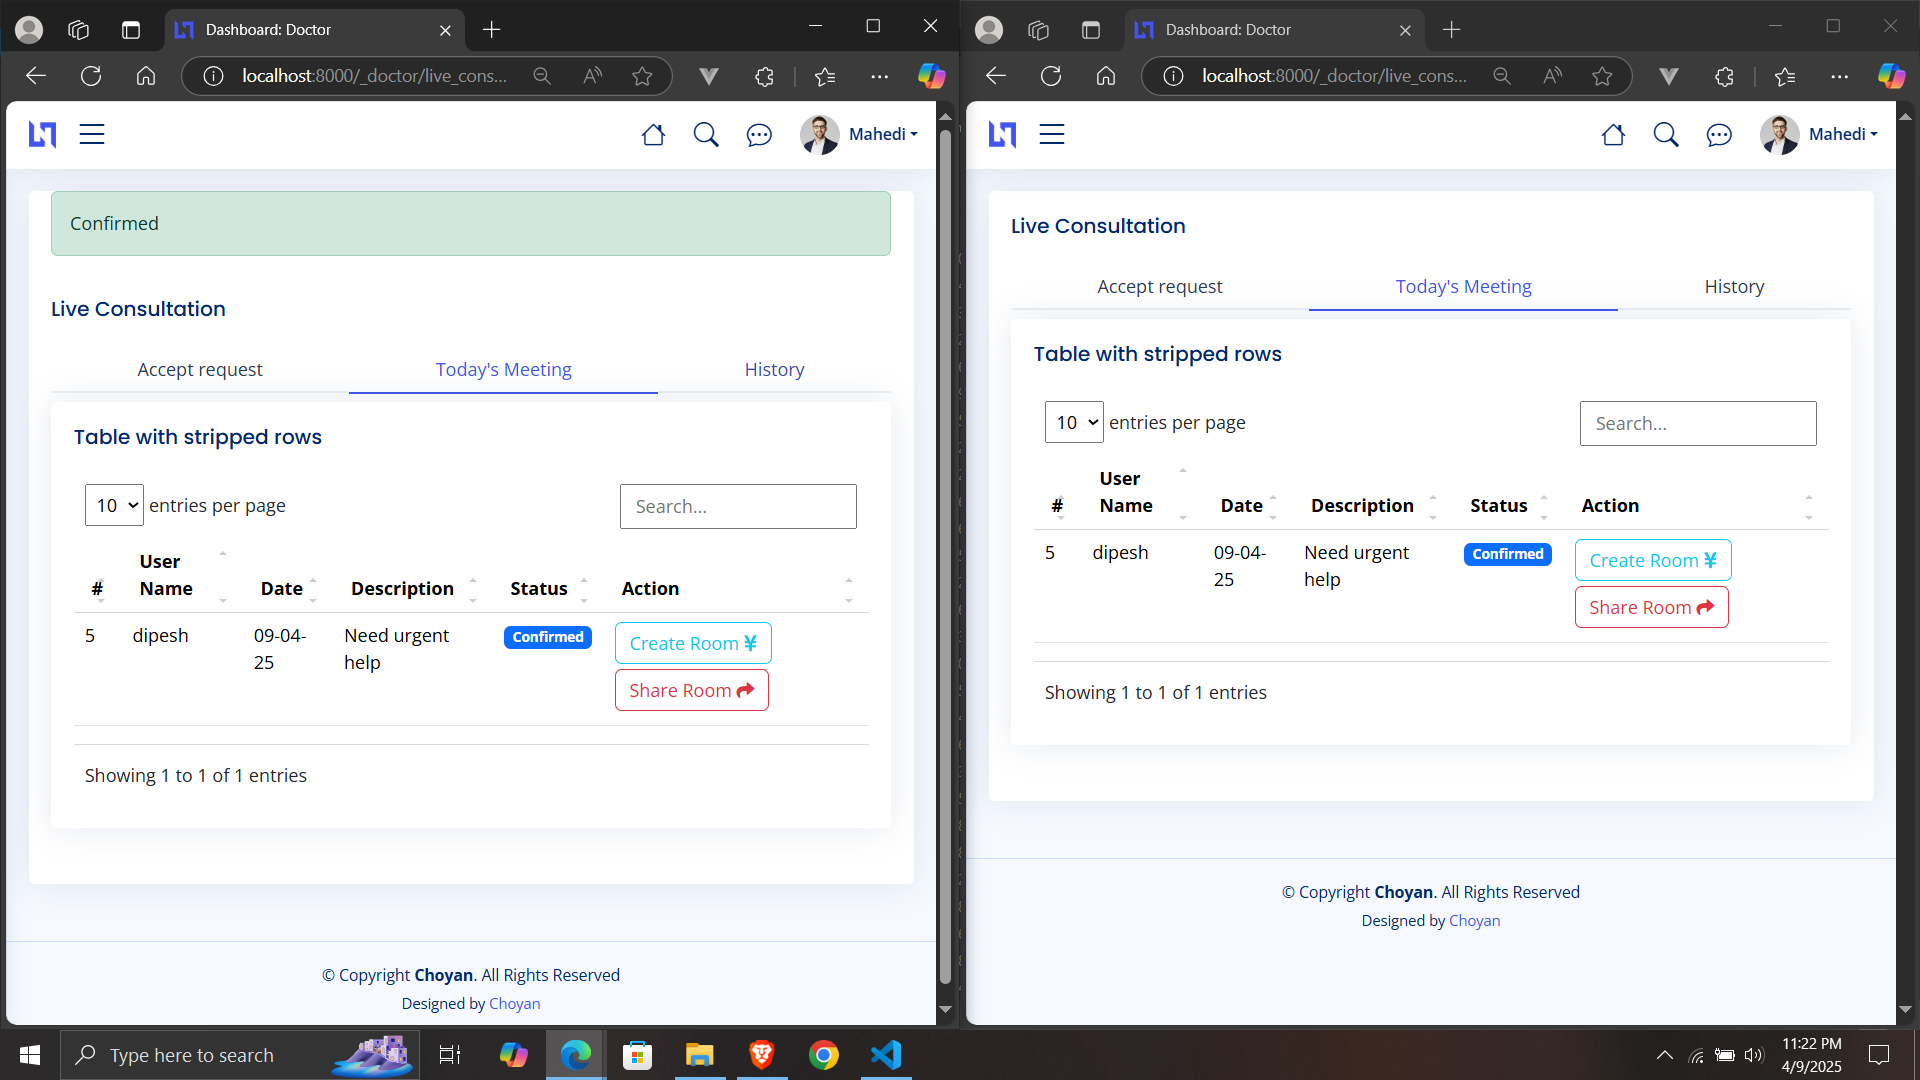 Dashboard: Doctor
localhost:8000/_doctor/live_cons...
Mahedi
Confirmed
Live Consultation
Accept request
Today's Meeting
History
Table with stripped rows
10 entries per page
Search...
# User Name Date Description Status Action
5 dipesh 09-04-25 Need urgent help Confirmed Create Room ¥
Share Room
Showing 1 to 1 of 1 entries
© Copyright Choyan. All Rights Reserved
Designed by Choyan
Dashboard: Doctor
localhost:8000/_doctor/live_cons...
Mahedi
Live Consultation
Accept request
Today's Meeting
History
Table with stripped rows
10 entries per page
Search...
# User Name Date Description Status Action
5 dipesh 09-04-25 Need urgent help Confirmed Create Room ¥
Share Room
Showing 1 to 1 of 1 entries
© Copyright Choyan. All Rights Reserved
Designed by Choyan
Type here to search
11:22 PM
4/9/2025